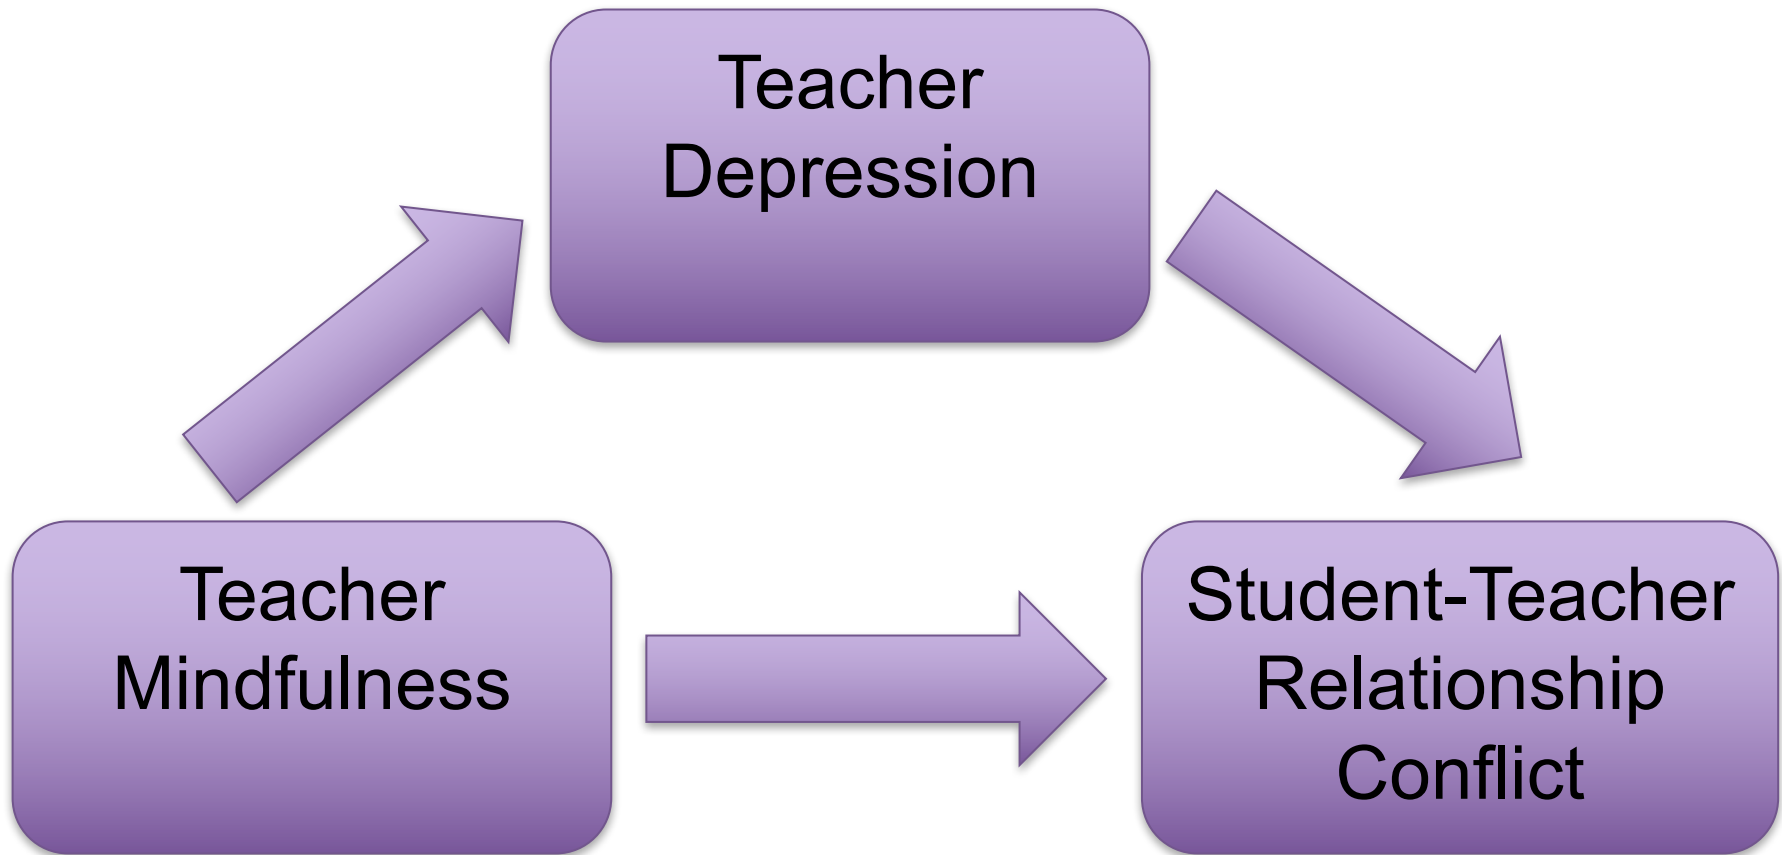 Teacher
Depression
Teacher
Mindfulness
Student-Teacher
Relationship
Conflict